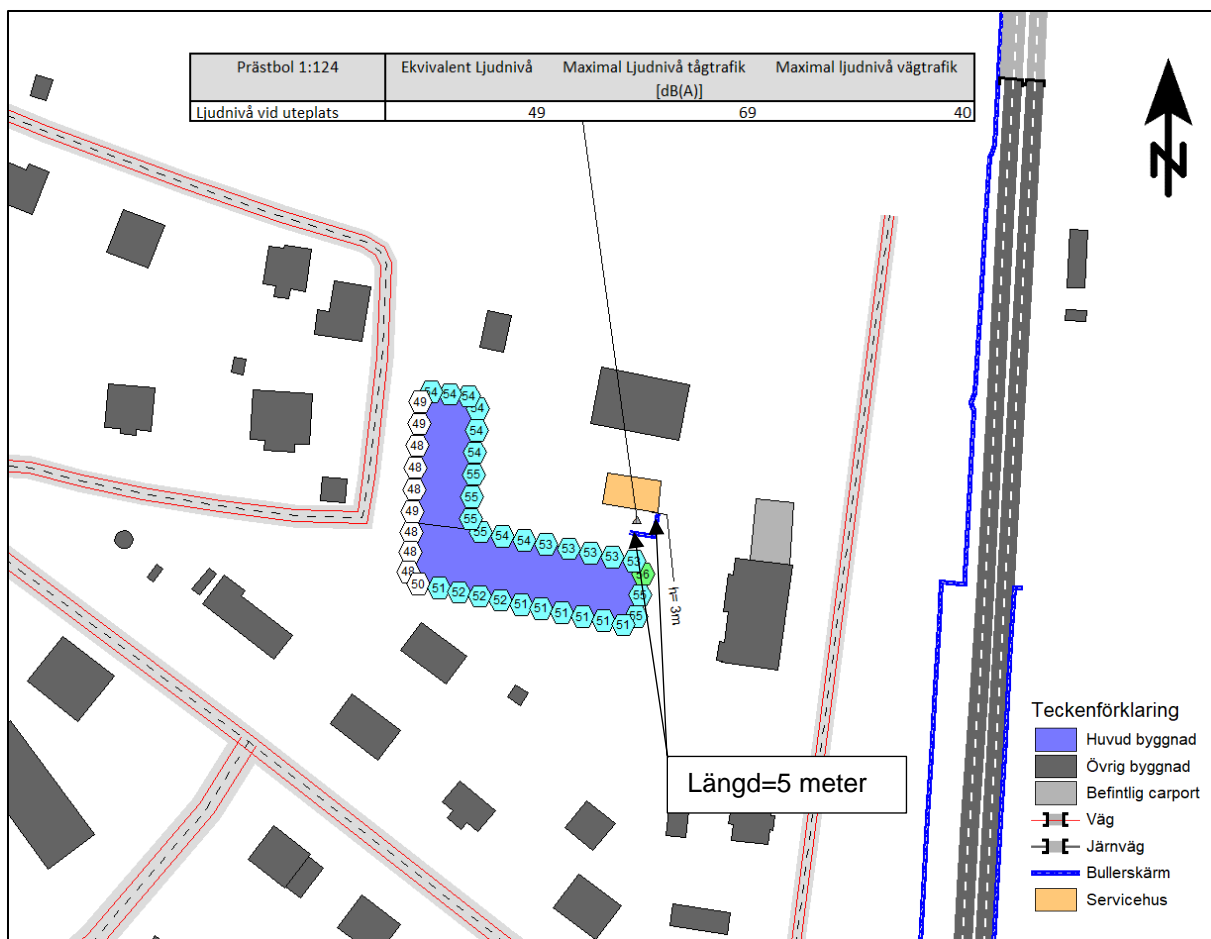 Prästbol 1:124 Ekvivalent Ljudnivå Maximal Ljudnivå tågtrafik Maximal ljudnivå vägtrafik
[dB(A)]
Ljudnivå vid uteplats 49 69 40
N
54 54 54
49 54
49 54
48 54
48 55
48 55
49 55
48 55 54 54 53 53 53 53 53
48 56
48 55
50 51 52 52 52 51 51 51 51 51 51 55
h= 3m
Längd=5 meter
Teckenförklaring
Huvud byggnad
Övrig byggnad
Befintlig carport
Väg
Järnväg
Bullerskärm
Servicehus